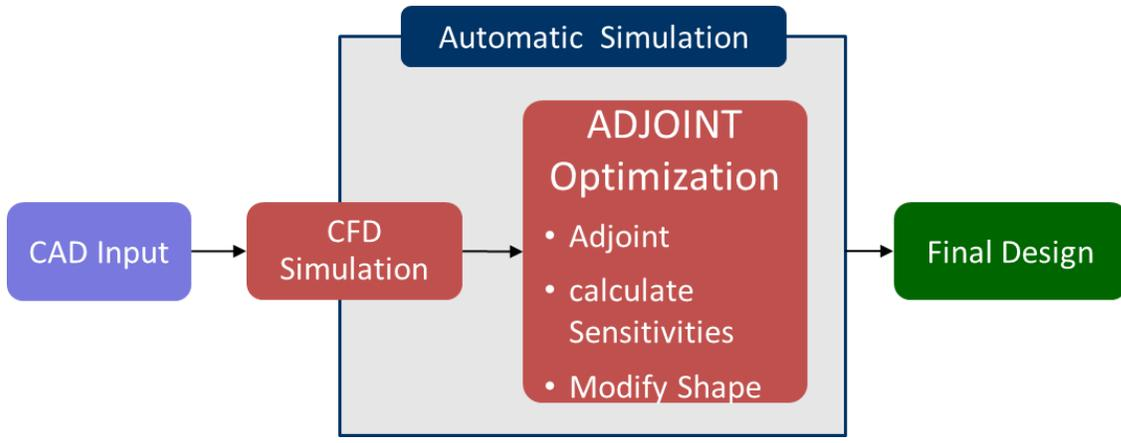 Automatic Simulation
ADJOINT
Optimization
• Adjoint
• calculate
Sensitivities
• Modify Shape
CAD Input
CFD
Simulation
Final Design